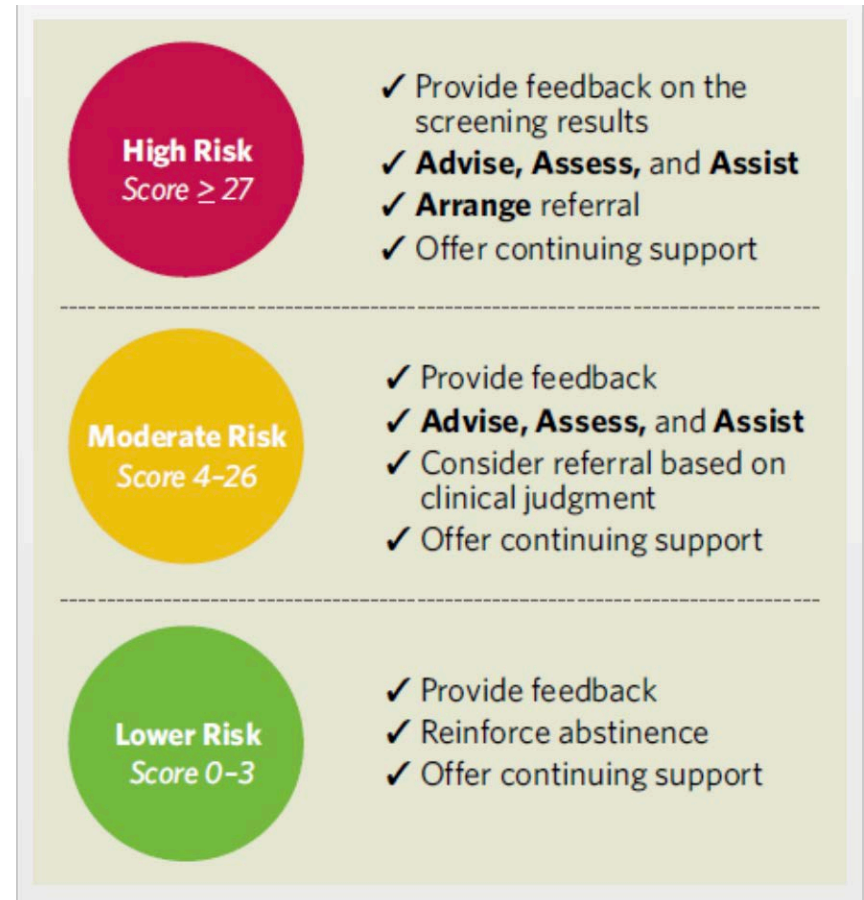 High Risk
Score ≥ 27
✓ Provide feedback on the
screening results
✓ Advise, Assess, and Assist
✓ Arrange referral
✓ Offer continuing support
Moderate Risk
Score 4–26
✓ Provide feedback
✓ Advise, Assess, and Assist
✓ Consider referral based on
clinical judgment
✓ Offer continuing support
Lower Risk
Score 0–3
✓ Provide feedback
✓ Reinforce abstinence
✓ Offer continuing support